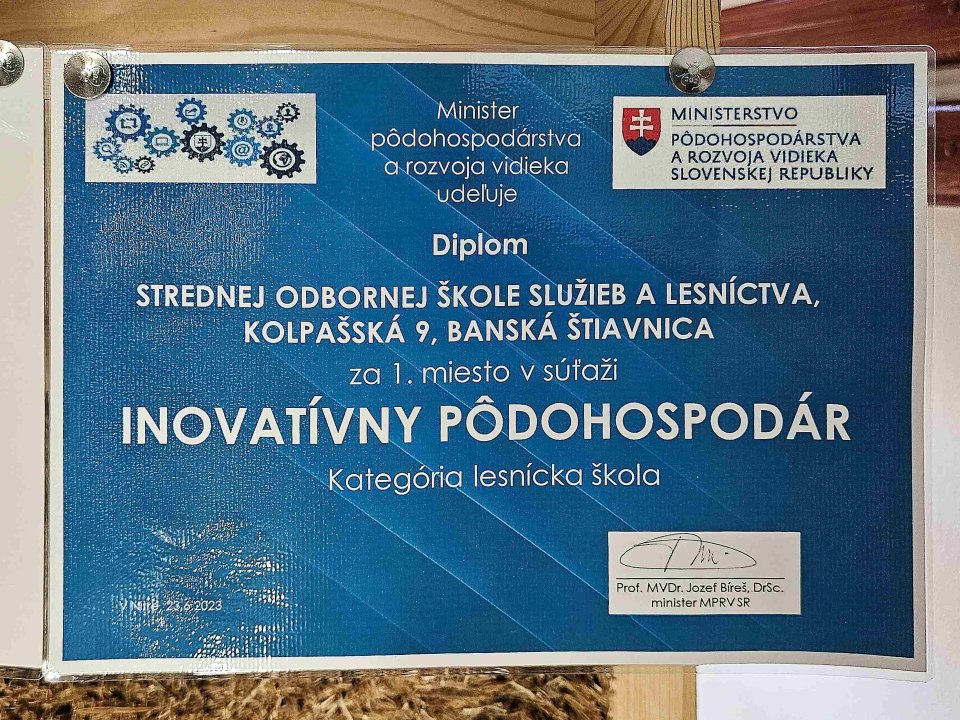 Minister
pôdohospodárstva
a rozvoja vidieka
udeľuje
MINISTERSTVO
PÔDOHOSPODÁRSTVA
A ROZVOJA VIDIEKA
SLOVENSKEJ REPUBLIKY
Diplom
STREDNEJ ODBORNEJ ŠKOLE SLUŽIEB A LESNÍCTVA,
KOLPAŠSKÁ 9, BANSKÁ ŠTIAVNICA
za 1. miesto v súťaži
INOVATÍVNY PÔDOHOSPODÁR
Kategória lesnícka škola
Prof. MVDr. Jozef Bíreš, DrSc.
minister MPRV SR
V Nitre, 23.6.2023